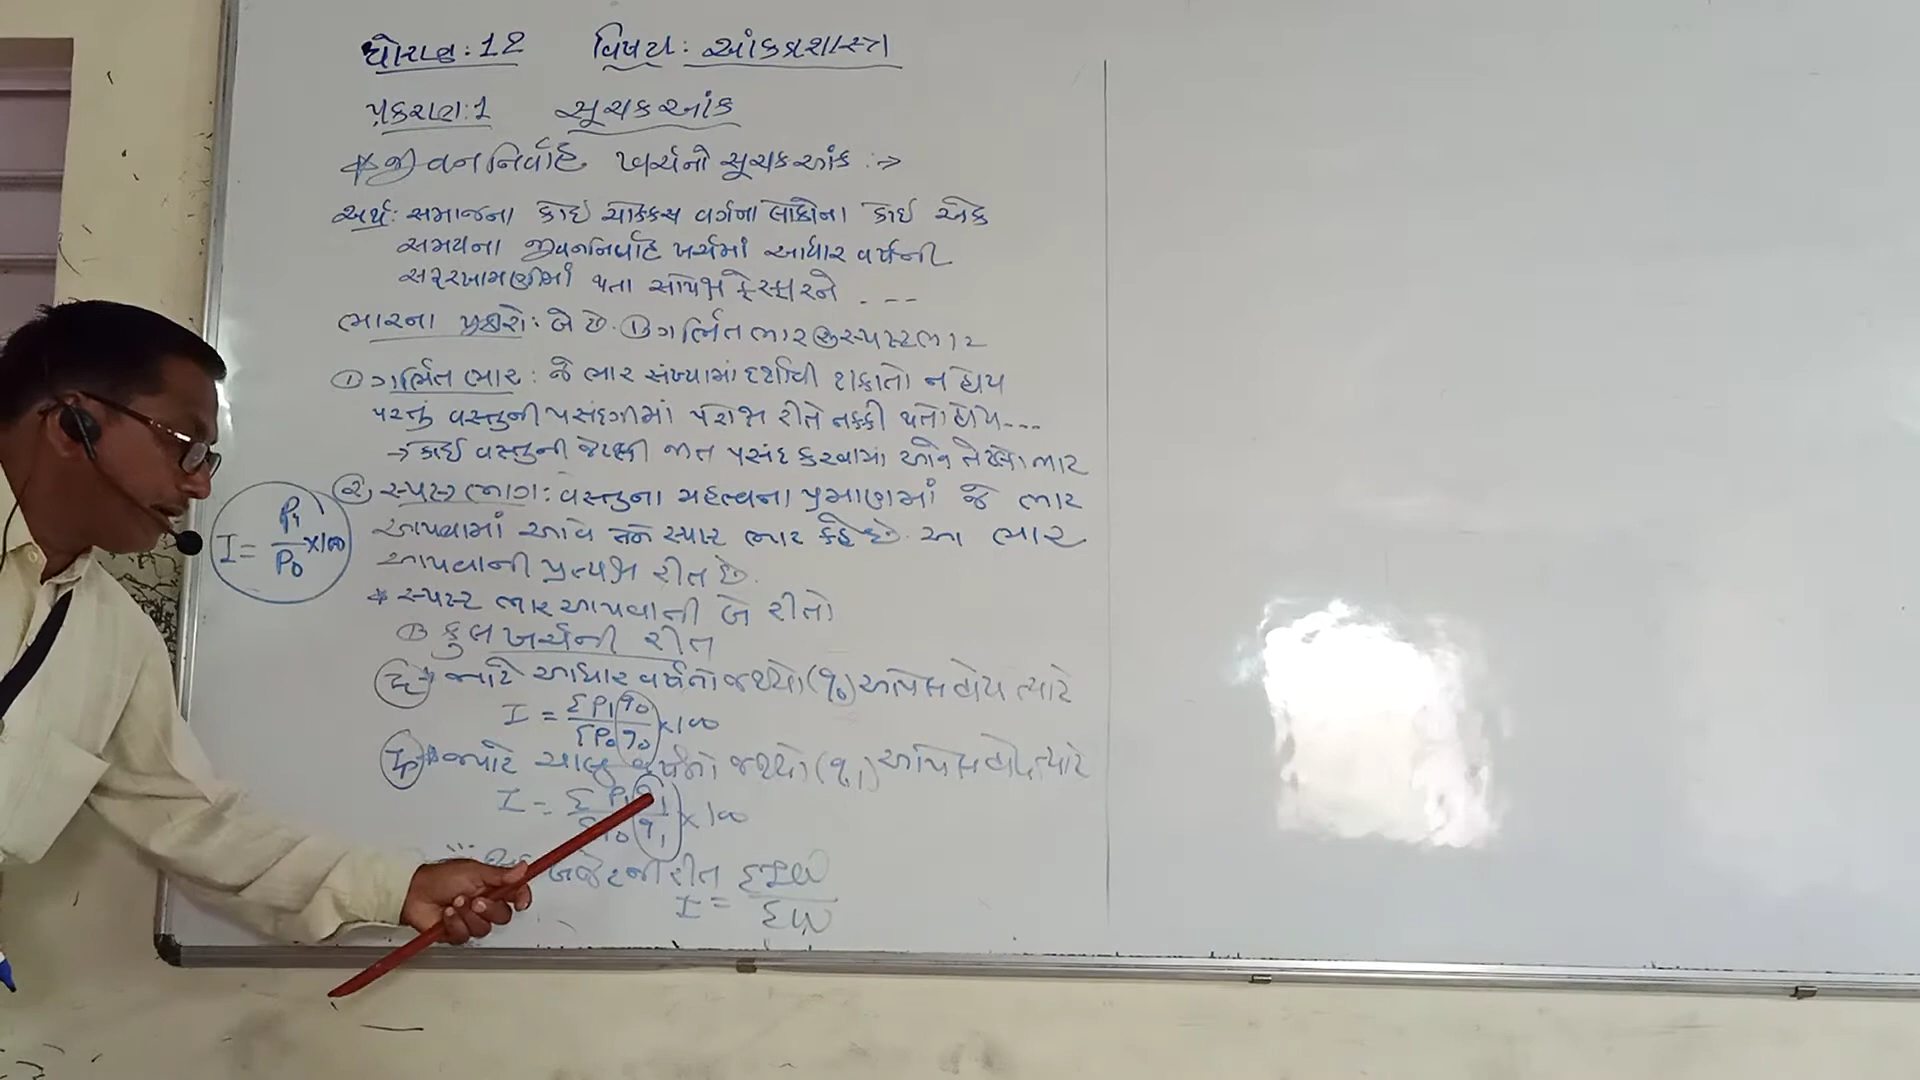 ધોરણ:12 વિષય: આંકડાશાસ્ત્ર
પ્રકરણ:1 સૂચકઆંક
* જીવનનિર્વાહ ખર્ચનો સૂચકઆંક :→
અર્થ: સમાજના કોઈ ચોક્કસ વર્ગના લોકોના કોઈ એક
સમયના જીવનનિર્વાહ ખર્ચમાં આધાર વર્ષની
સરખામણીમાં થતા સાપેક્ષ ફેરફારને ---
ભારના પ્રકારો: બે છે. ① ગર્ભિત ભાર ② સ્પષ્ટ ભાર
① ગર્ભિત ભાર: જે ભાર સંખ્યામાં દર્શાવી શકાતો ન હોય
પરંતુ વસ્તુની પસંદગીમાં પરોક્ષ રીતે નક્કી થતો હોય---
→ કોઈ વસ્તુની જેટલી જાત પસંદ કરવામાં આવે તેટલો ભાર
② સ્પષ્ટ ભાગ: વસ્તુના મહત્વના પ્રમાણમાં જે ભાર
આપવામાં આવે તેને સ્પષ્ટ ભાર કહે છે. આ ભાર
આપવાની પ્રત્યક્ષ રીત છે.
I = P₁/P₀ ×100
* સ્પષ્ટ ભાર આપવાની બે રીતો
① કુલ ખર્ચની રીત
જ્યારે આધાર વર્ષનો જથ્થો (q₀) આપેલ હોય ત્યારે
I = ΣP₁q₀/ΣP₀q₀ ×100
જ્યારે ચાલુ વર્ષનો જથ્થો (q₁) આપેલ હોય ત્યારે
I = ΣP₁q₁/ΣP₀q₁ ×100
બજેટની રીત
I = ΣIW/ΣW